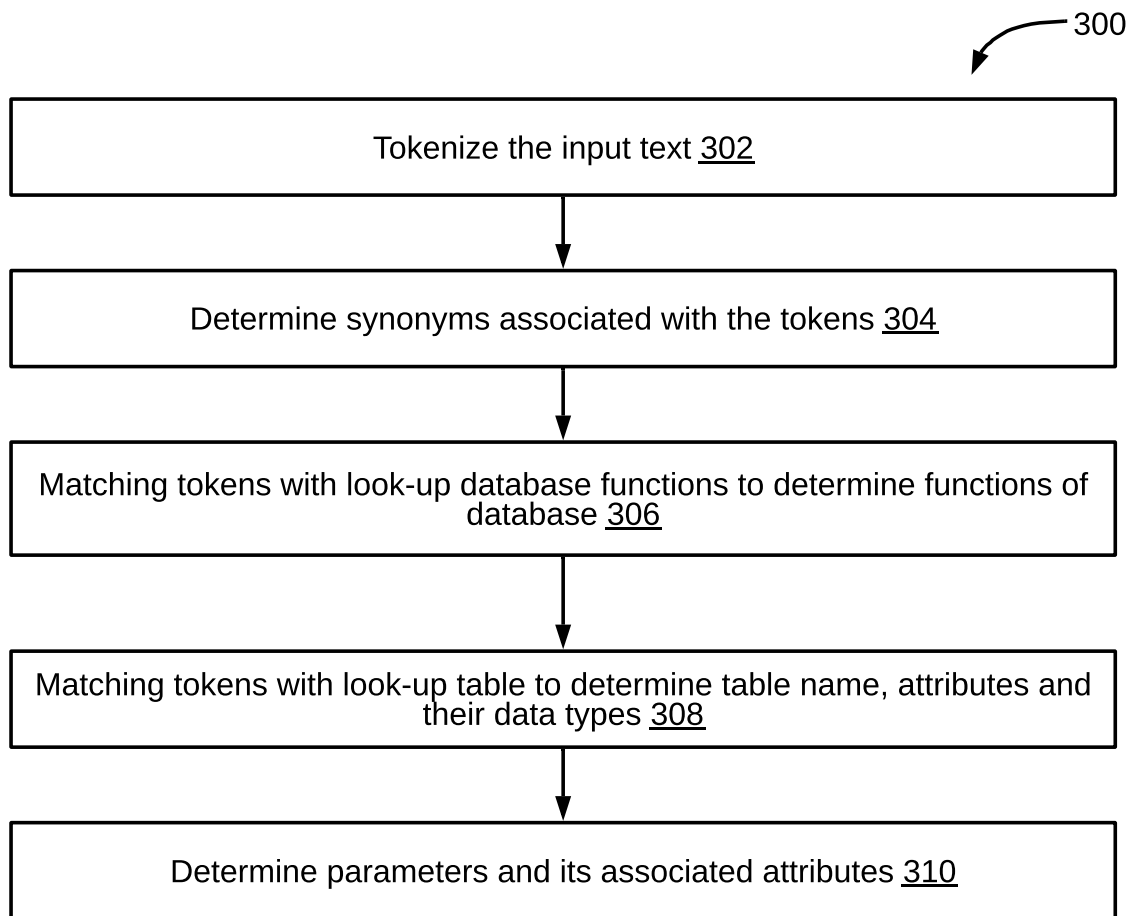 300
Tokenize the input text 302
Determine synonyms associated with the tokens 304
Matching tokens with look-up database functions to determine functions of
database 306
Matching tokens with look-up table to determine table name, attributes and
their data types 308
Determine parameters and its associated attributes 310